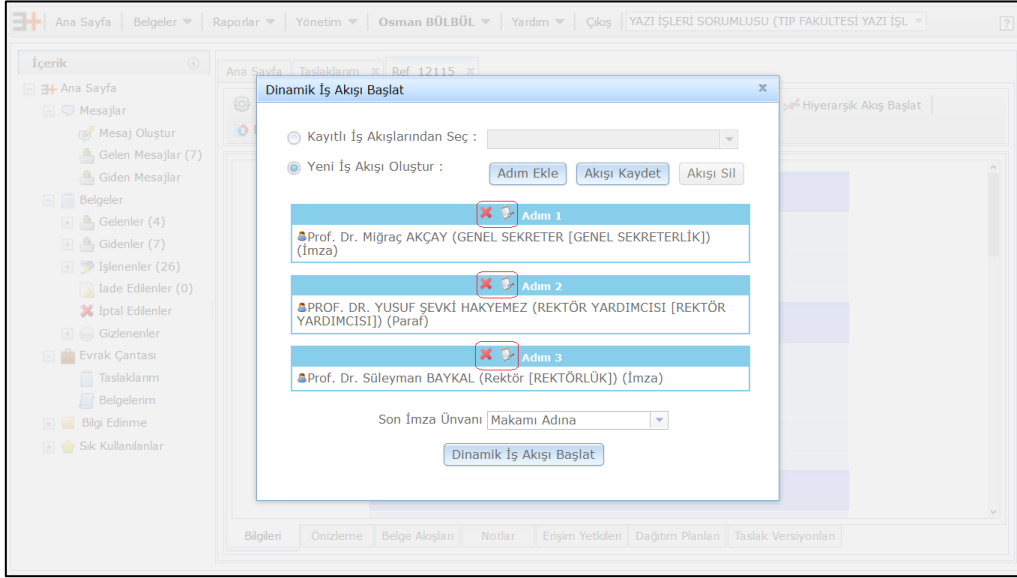 Ana Sayfa Belgeler Raporlar Yönetim Osman BÜLBÜL Yardım Çıkış YAZI İŞLERİ SORUMLUSU (TIP FAKÜLTESİ YAZI İŞL ?
İçerik
Ana Sayfa
Mesajlar
Mesaj Oluştur
Gelen Mesajlar (7)
Giden Mesajlar
Belgeler
Gelenler (4)
Gidenler (7)
İşlenenler (26)
İade Edilenler (0)
İptal Edilenler
Gizlenenler
Evrak Çantası
Taslaklarım
Belgelerim
Bilgi Edinme
Sık Kullanılanlar
Ana Sayfa Taslaklarım x Ref 12115 x
Hiyerarşik Akış Başlat
Dinamik İş Akışı Başlat x
Kayıtlı İş Akışlarından Seç :
Yeni İş Akışı Oluştur : Adım Ekle Akışı Kaydet Akışı Sil
Adım 1
Prof. Dr. Miğraç AKÇAY (GENEL SEKRETER [GENEL SEKRETERLİK])
(İmza)
Adım 2
PROF. DR. YUSUF ŞEVKİ HAKYEMEZ (REKTÖR YARDIMCISI [REKTÖR
YARDIMCISI]) (Paraf)
Adım 3
Prof. Dr. Süleyman BAYKAL (Rektör [REKTÖRLÜK]) (İmza)
Son İmza Ünvanı Makamı Adına
Dinamik İş Akışı Başlat
Bilgileri Önizleme Belge Akışları Notlar Erişim Yetkileri Dağıtım Planları Taslak Versiyonları